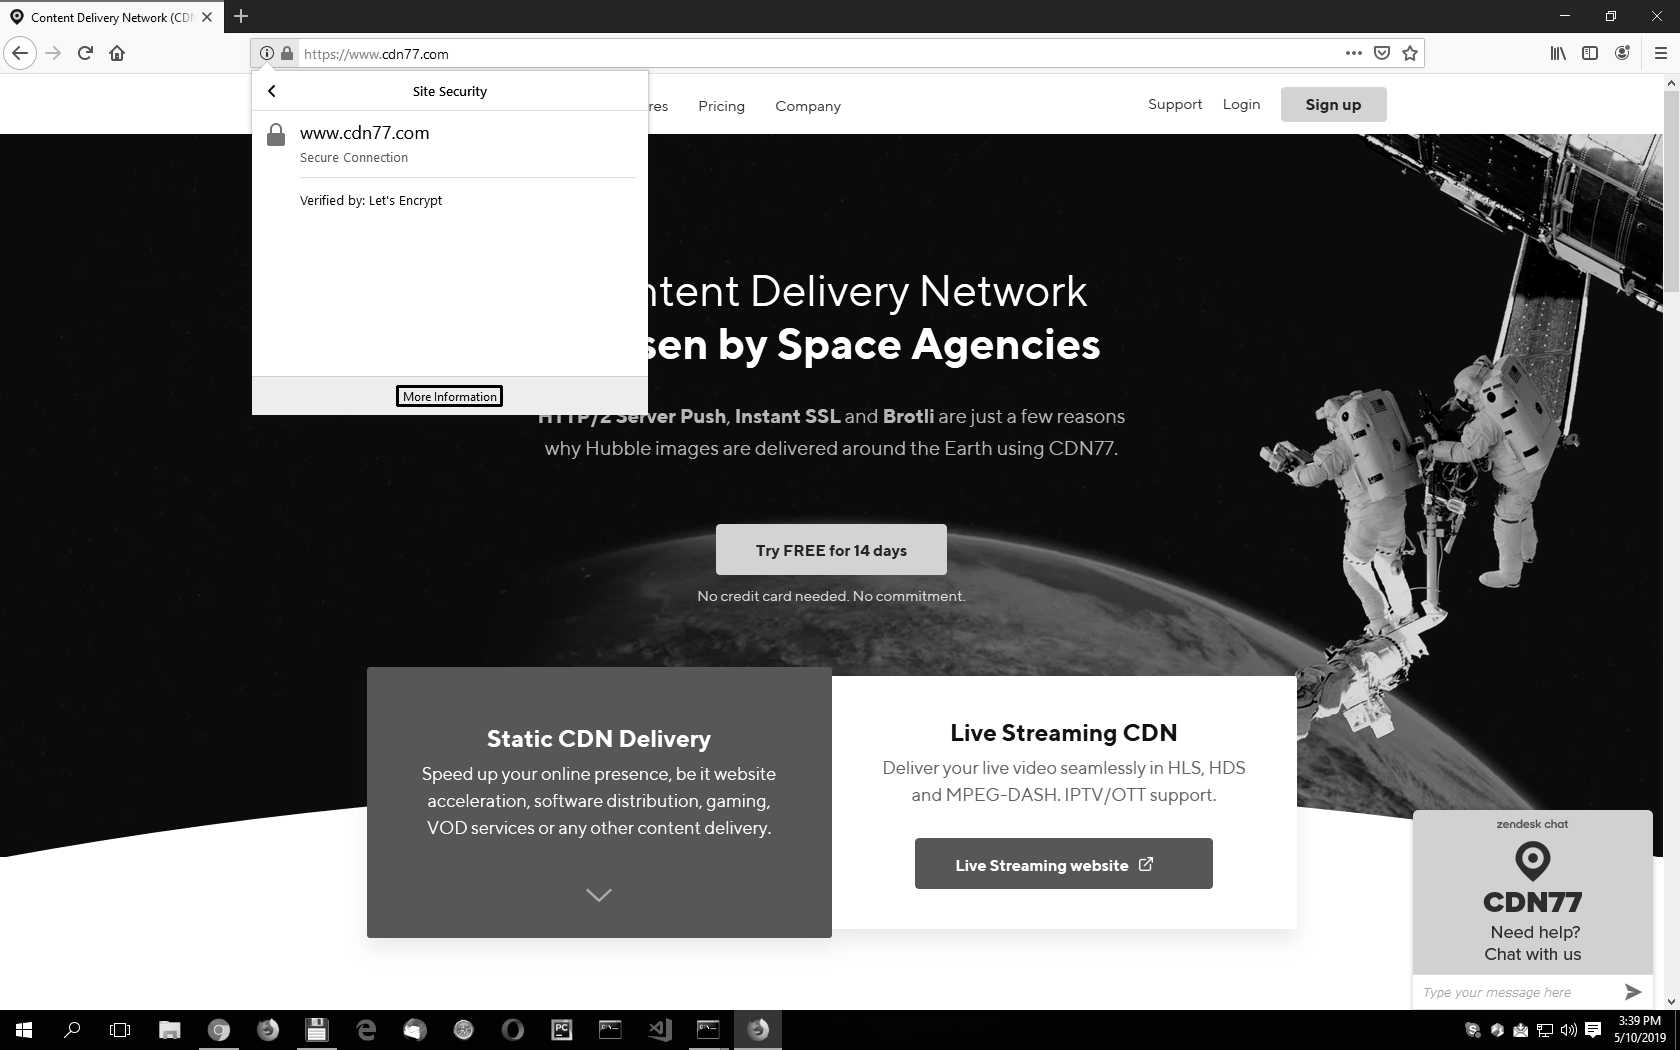 Content Delivery Network (CDN
https://www.cdn77.com
Site Security
www.cdn77.com
Secure Connection
Verified by: Let's Encrypt
More Information
res
Pricing
Company
Support
Login
Sign up
ntent Delivery Network
sen by Space Agencies
HTTP/2 Server Push, Instant SSL and Brotli are just a few reasons
why Hubble images are delivered around the Earth using CDN77.
Try FREE for 14 days
No credit card needed. No commitment.
Static CDN Delivery
Speed up your online presence, be it website
acceleration, software distribution, gaming,
VOD services or any other content delivery.
Live Streaming CDN
Deliver your live video seamlessly in HLS, HDS
and MPEG-DASH. IPTV/OTT support.
Live Streaming website
zendesk chat
CDN77
Need help?
Chat with us
Type your message here
PC
3:39 PM
5/10/2019